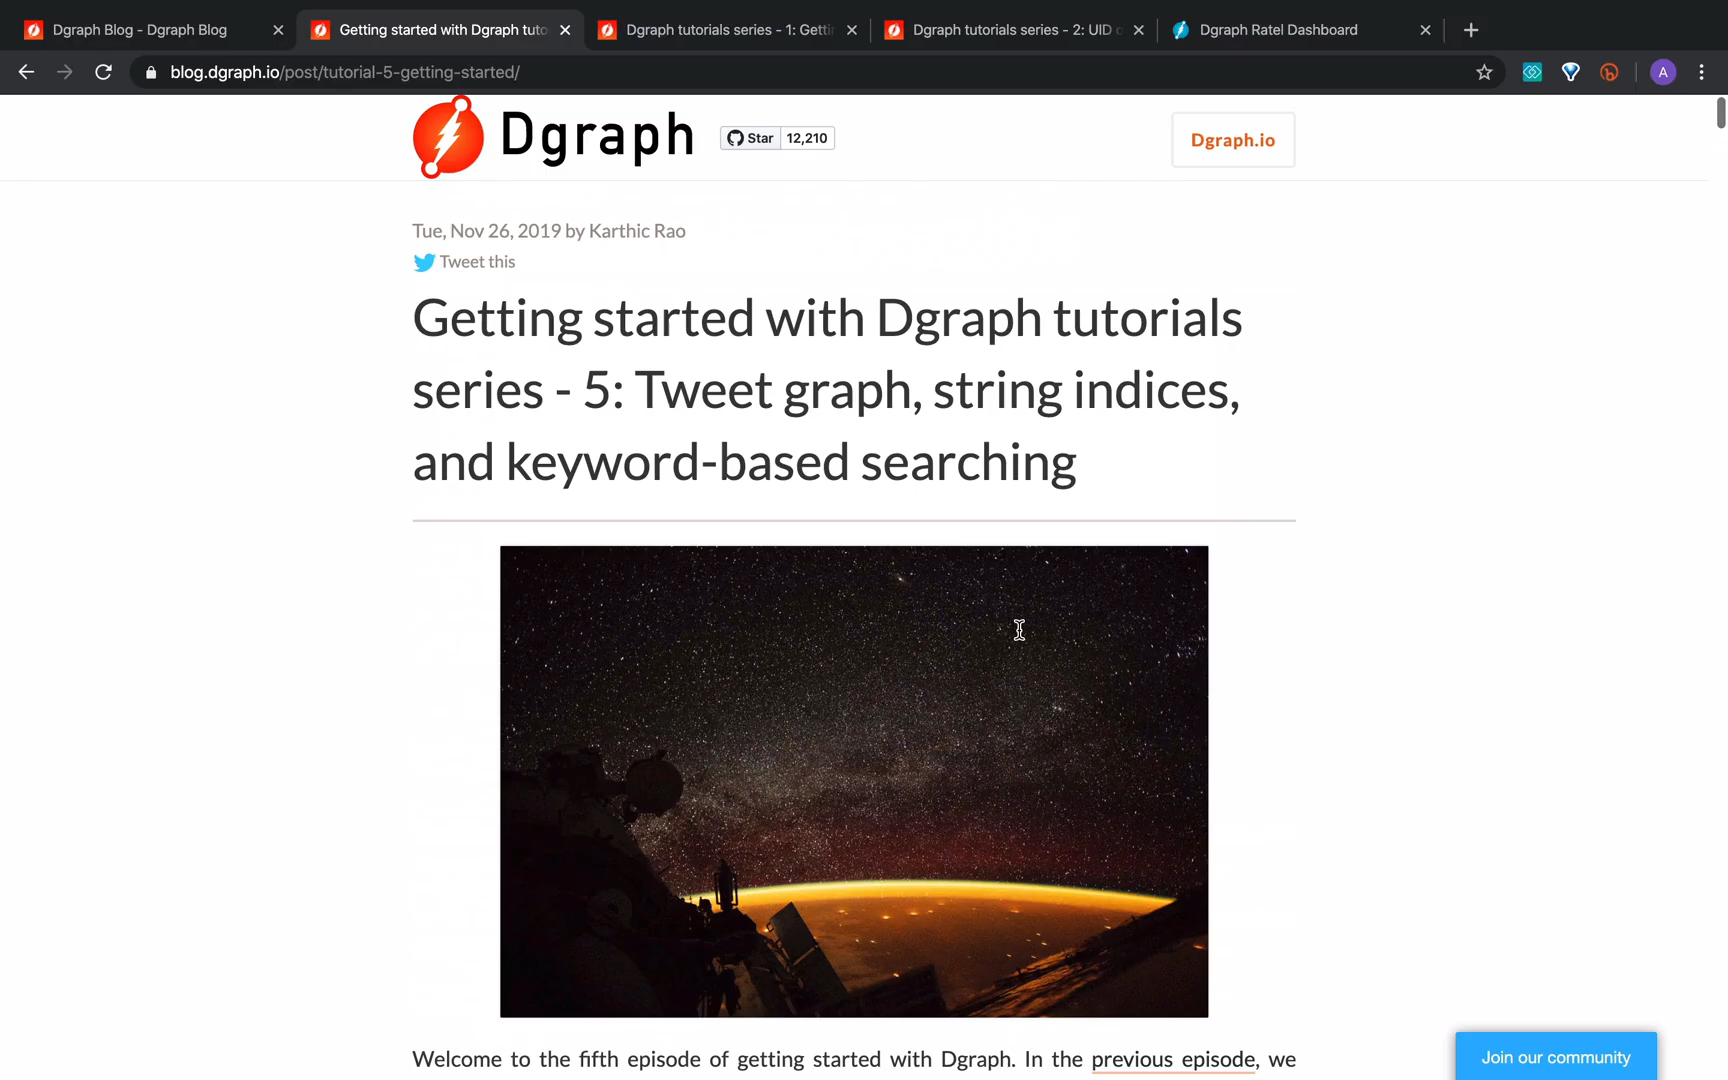 Dgraph Blog - Dgraph Blog
Getting started with Dgraph tuto
Dgraph tutorials series - 1: Getti
Dgraph tutorials series - 2: UID o
Dgraph Ratel Dashboard
blog.dgraph.io/post/tutorial-5-getting-started/
A
Dgraph
Star 12,210
Dgraph.io
Tue, Nov 26, 2019 by Karthic Rao
Tweet this
Getting started with Dgraph tutorials
series - 5: Tweet graph, string indices,
and keyword-based searching
Welcome to the fifth episode of getting started with Dgraph. In the previous episode, we
Join our community